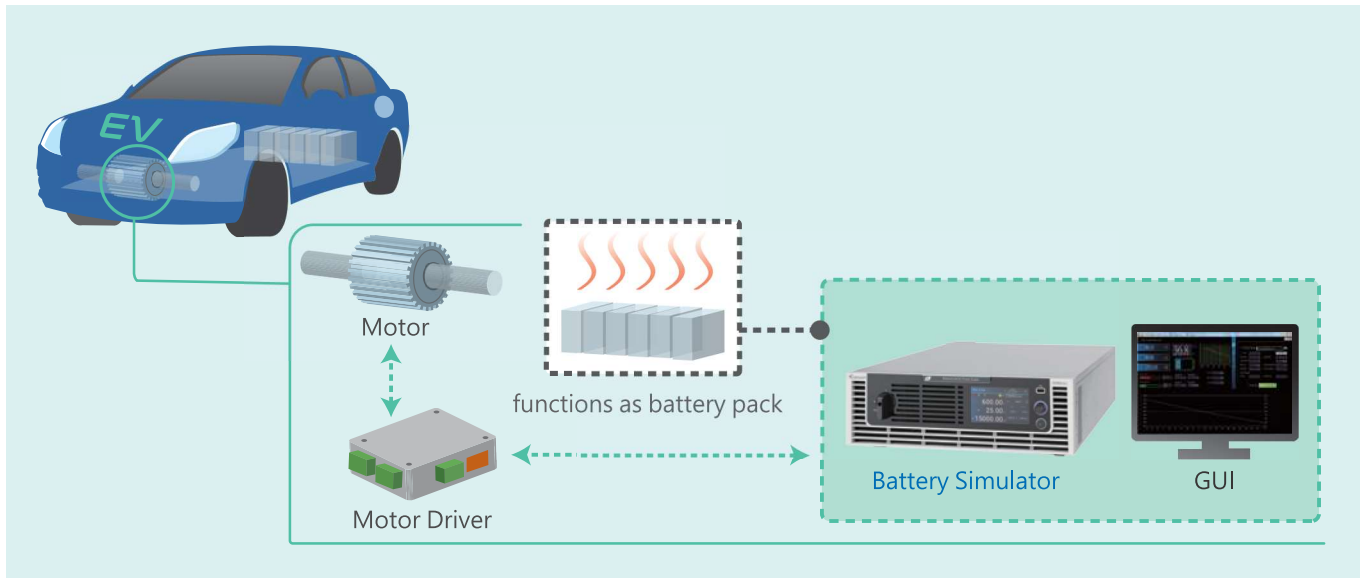 EV
Motor
functions as battery pack
600.00
25.00
15000.00
Battery Simulator
GUI
Motor Driver